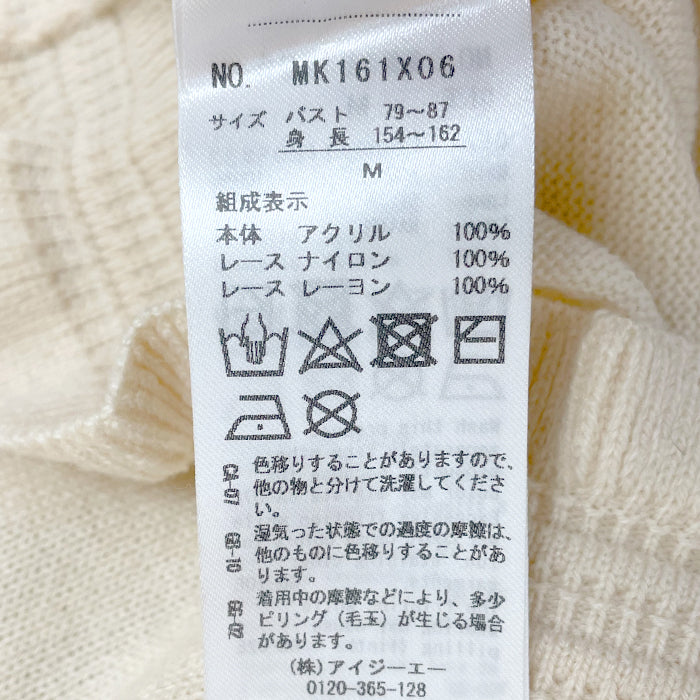 NO. MK161X06
サイズ バスト 79～87
身長 154～162
M
組成表示
本体 アクリル 100%
レース ナイロン 100%
レース レーヨン 100%
色移りすることがありますので、
他の物と分けて洗濯してくださ
い。
湿気った状態での過度の摩擦は、
他のものに色移りすることがあ
ります。
着用中の摩擦などにより、多少
ピリング(毛玉)が生じる場合
があります。
(株)アイジーエー
0120-365-128